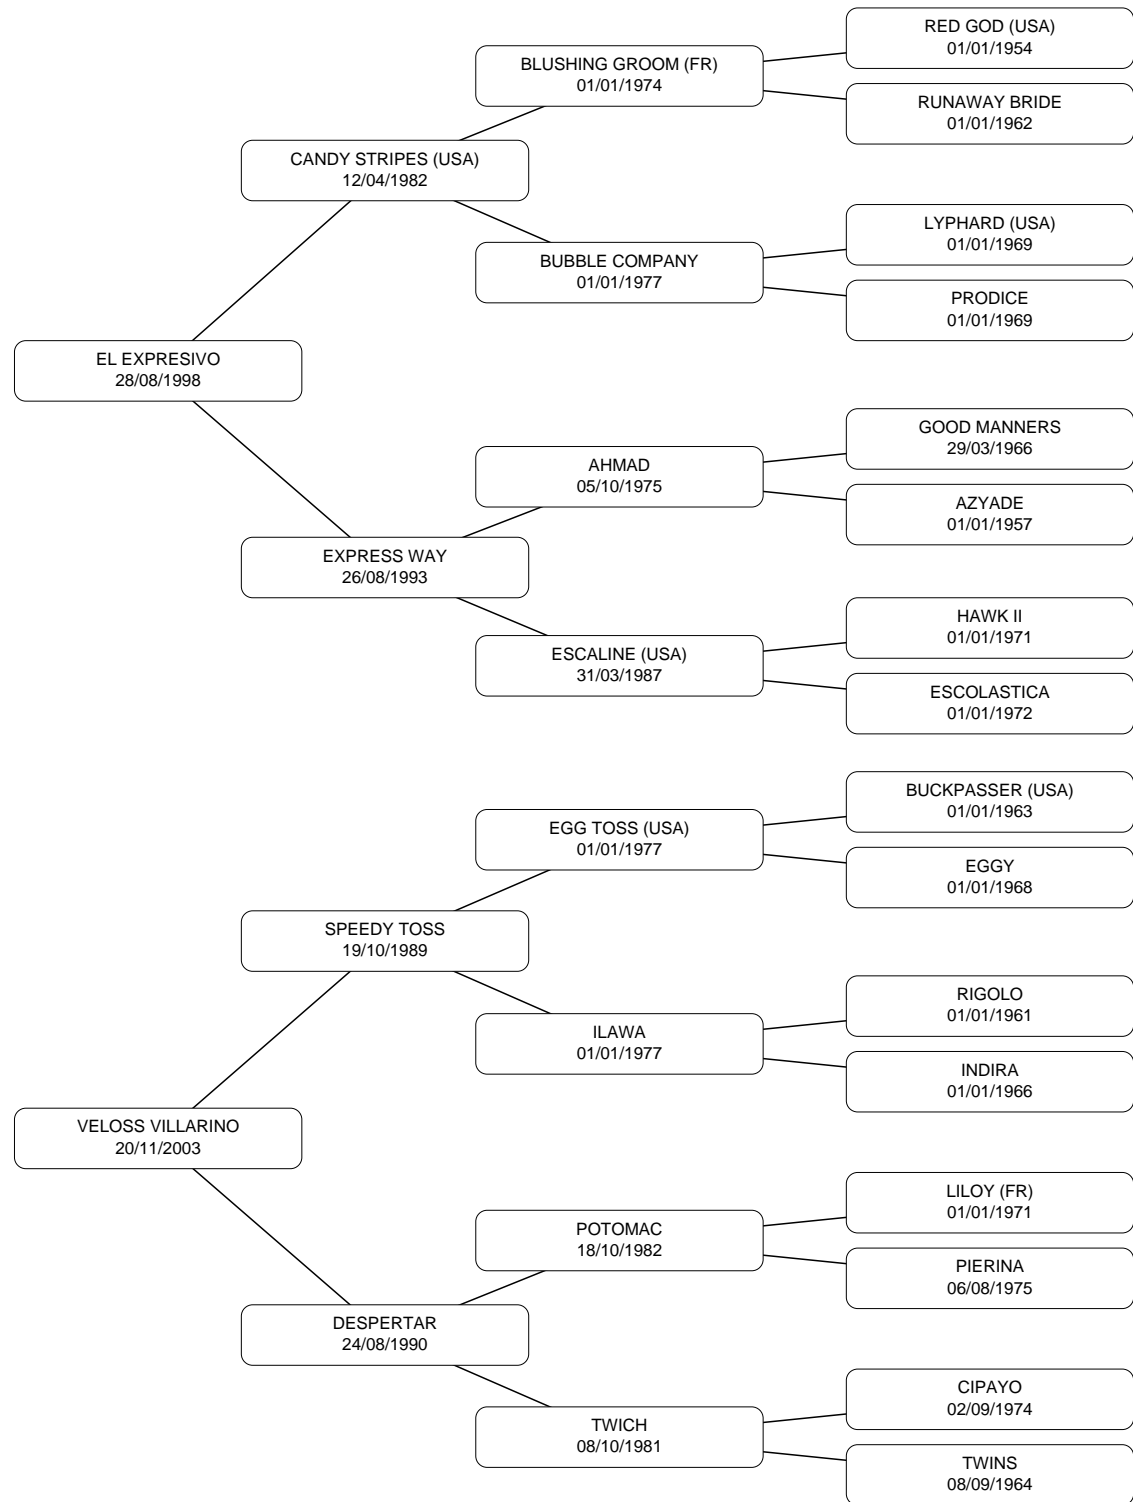 RED GOD (USA)
01/01/1954
BLUSHING GROOM (FR)
01/01/1974
RUNAWAY BRIDE
01/01/1962
CANDY STRIPES (USA)
12/04/1982
LYPHARD (USA)
01/01/1969
BUBBLE COMPANY
01/01/1977
PRODICE
01/01/1969
EL EXPRESIVO
28/08/1998
GOOD MANNERS
29/03/1966
AHMAD
05/10/1975
AZYADE
01/01/1957
EXPRESS WAY
26/08/1993
HAWK II
01/01/1971
ESCALINE (USA)
31/03/1987
ESCOLASTICA
01/01/1972
BUCKPASSER (USA)
01/01/1963
EGG TOSS (USA)
01/01/1977
EGGY
01/01/1968
SPEEDY TOSS
19/10/1989
RIGOLO
01/01/1961
ILAWA
01/01/1977
INDIRA
01/01/1966
VELOSS VILLARINO
20/11/2003
LILOY (FR)
01/01/1971
POTOMAC
18/10/1982
PIERINA
06/08/1975
DESPERTAR
24/08/1990
CIPAYO
02/09/1974
TWICH
08/10/1981
TWINS
08/09/1964